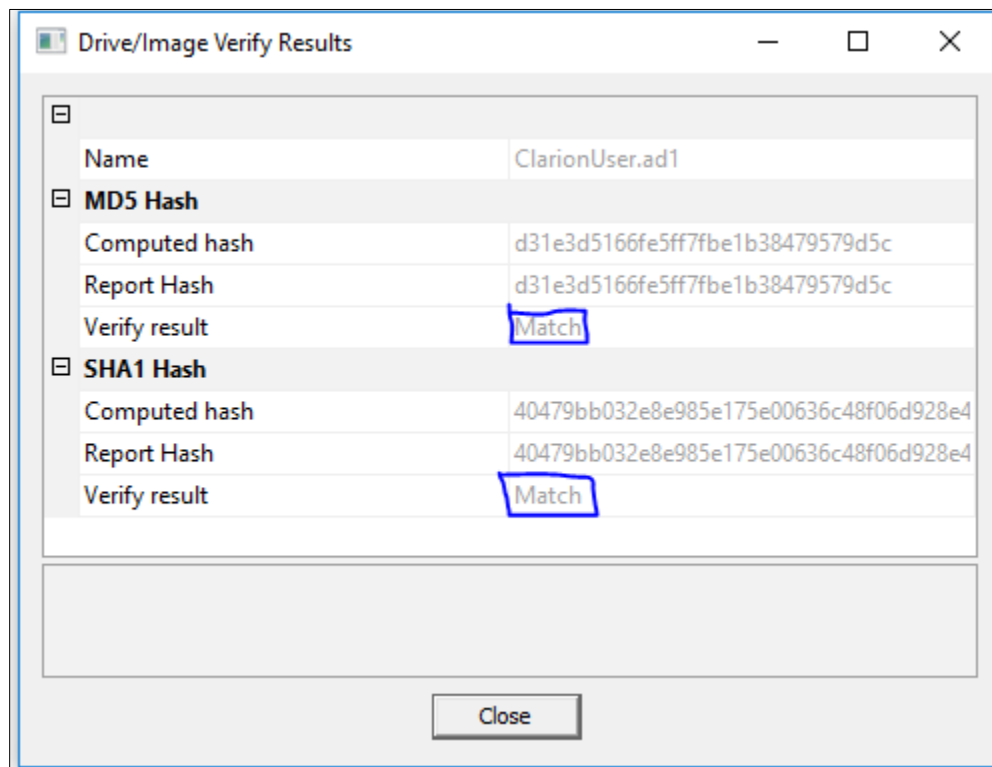 Drive/Image Verify Results
Name ClarionUser.ad1
MD5 Hash
Computed hash d31e3d5166fe5ff7fbe1b38479579d5c
Report Hash d31e3d5166fe5ff7fbe1b38479579d5c
Verify result Match
SHA1 Hash
Computed hash 40479bb032e8e985e175e00636c48f06d928e4
Report Hash 40479bb032e8e985e175e00636c48f06d928e4
Verify result Match
Close